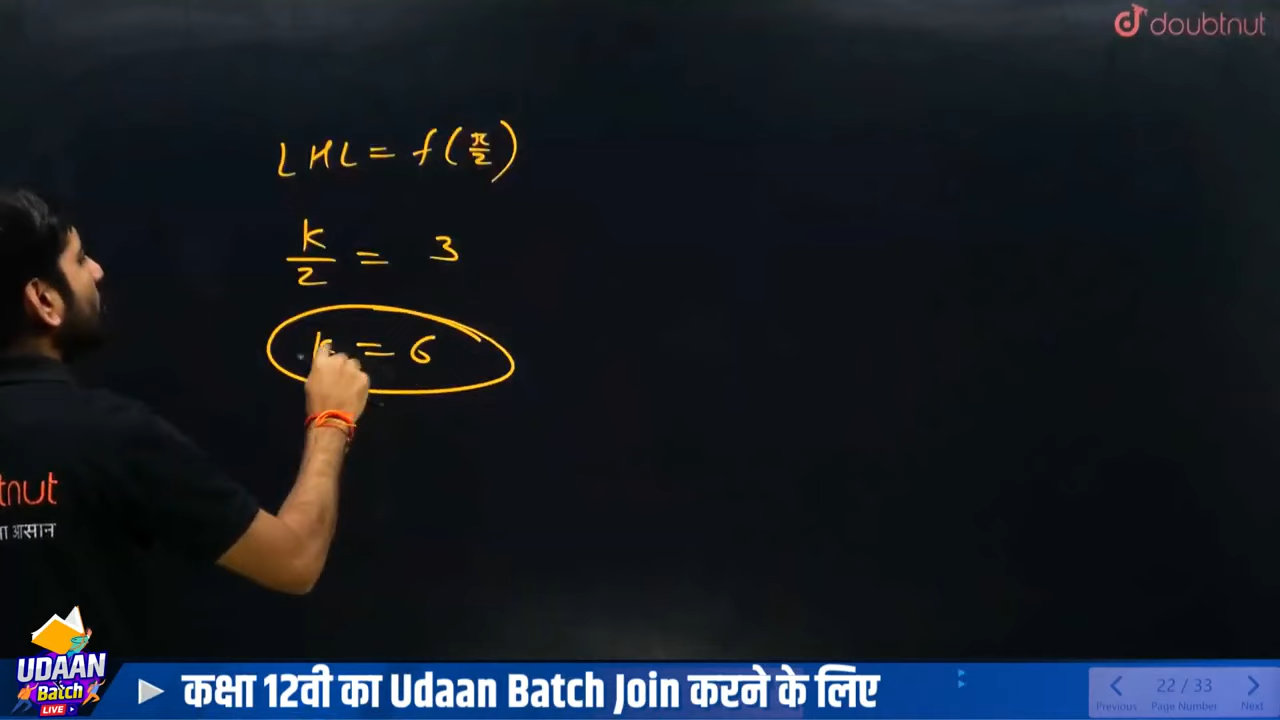 doubtnut
LHL = f(π/2)
k/2 = 3
k = 6
tnut
ा आसान
UDAAN
Batch
LIVE
कक्षा 12वी का Udaan Batch Join करने के लिए
22 / 33
Previous Page Number Next